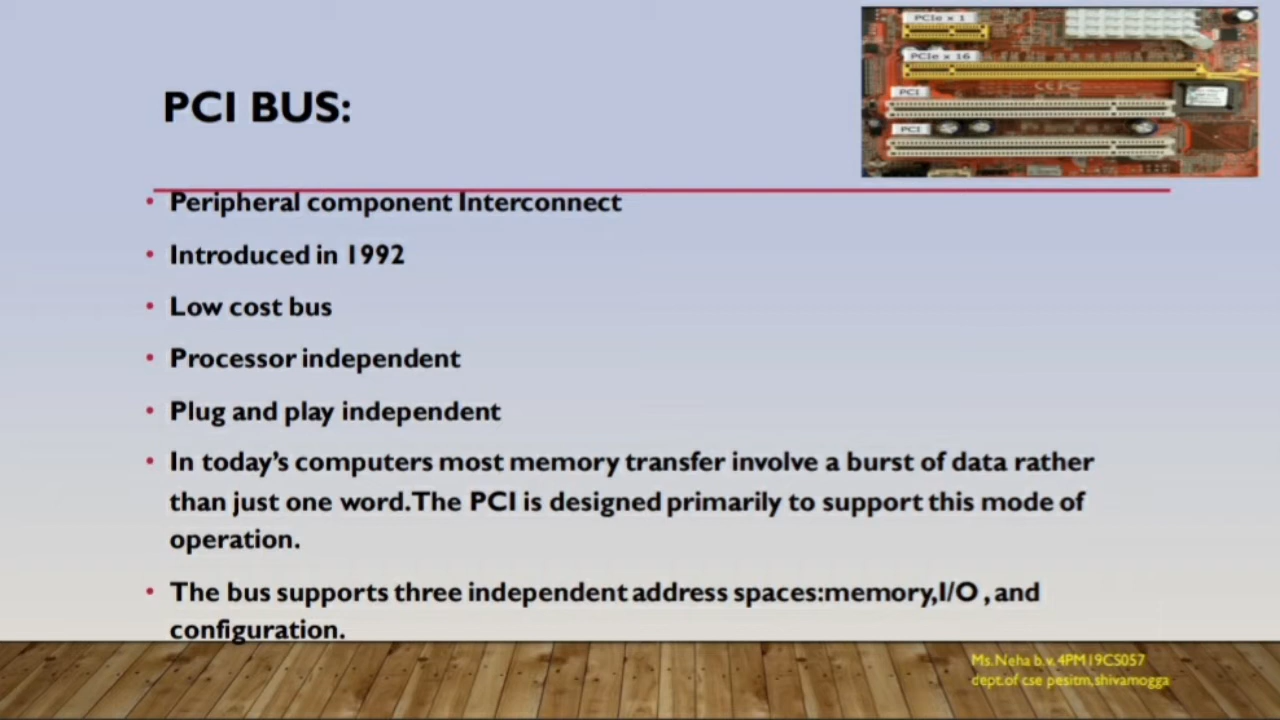 PCIe x 1
PCIe x 16
PCI
CE FC
PCI
PCI BUS:
• Peripheral component Interconnect
• Introduced in 1992
• Low cost bus
• Processor independent
• Plug and play independent
• In today's computers most memory transfer involve a burst of data rather
than just one word.The PCI is designed primarily to support this mode of
operation.
• The bus supports three independent address spaces:memory,I/O , and
configuration.
Ms.Neha b.v.4PM19CS057
dept.of cse pesitm,shivamogga